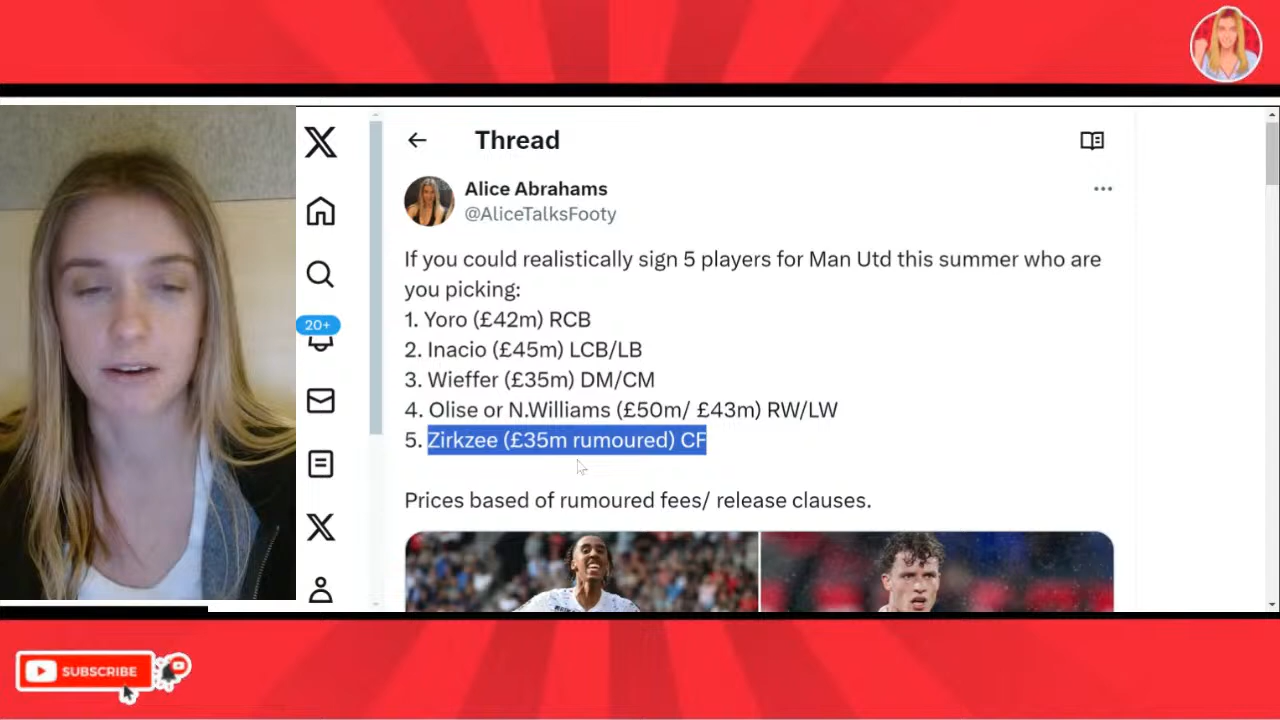 Thread
Alice Abrahams
@AliceTalksFooty
If you could realistically sign 5 players for Man Utd this summer who are
you picking:
1. Yoro (£42m) RCB
2. Inacio (£45m) LCB/LB
3. Wieffer (£35m) DM/CM
4. Olise or N.Williams (£50m/ £43m) RW/LW
5. Zirkzee (£35m rumoured) CF
Prices based of rumoured fees/ release clauses.
20+
SUBSCRIBE